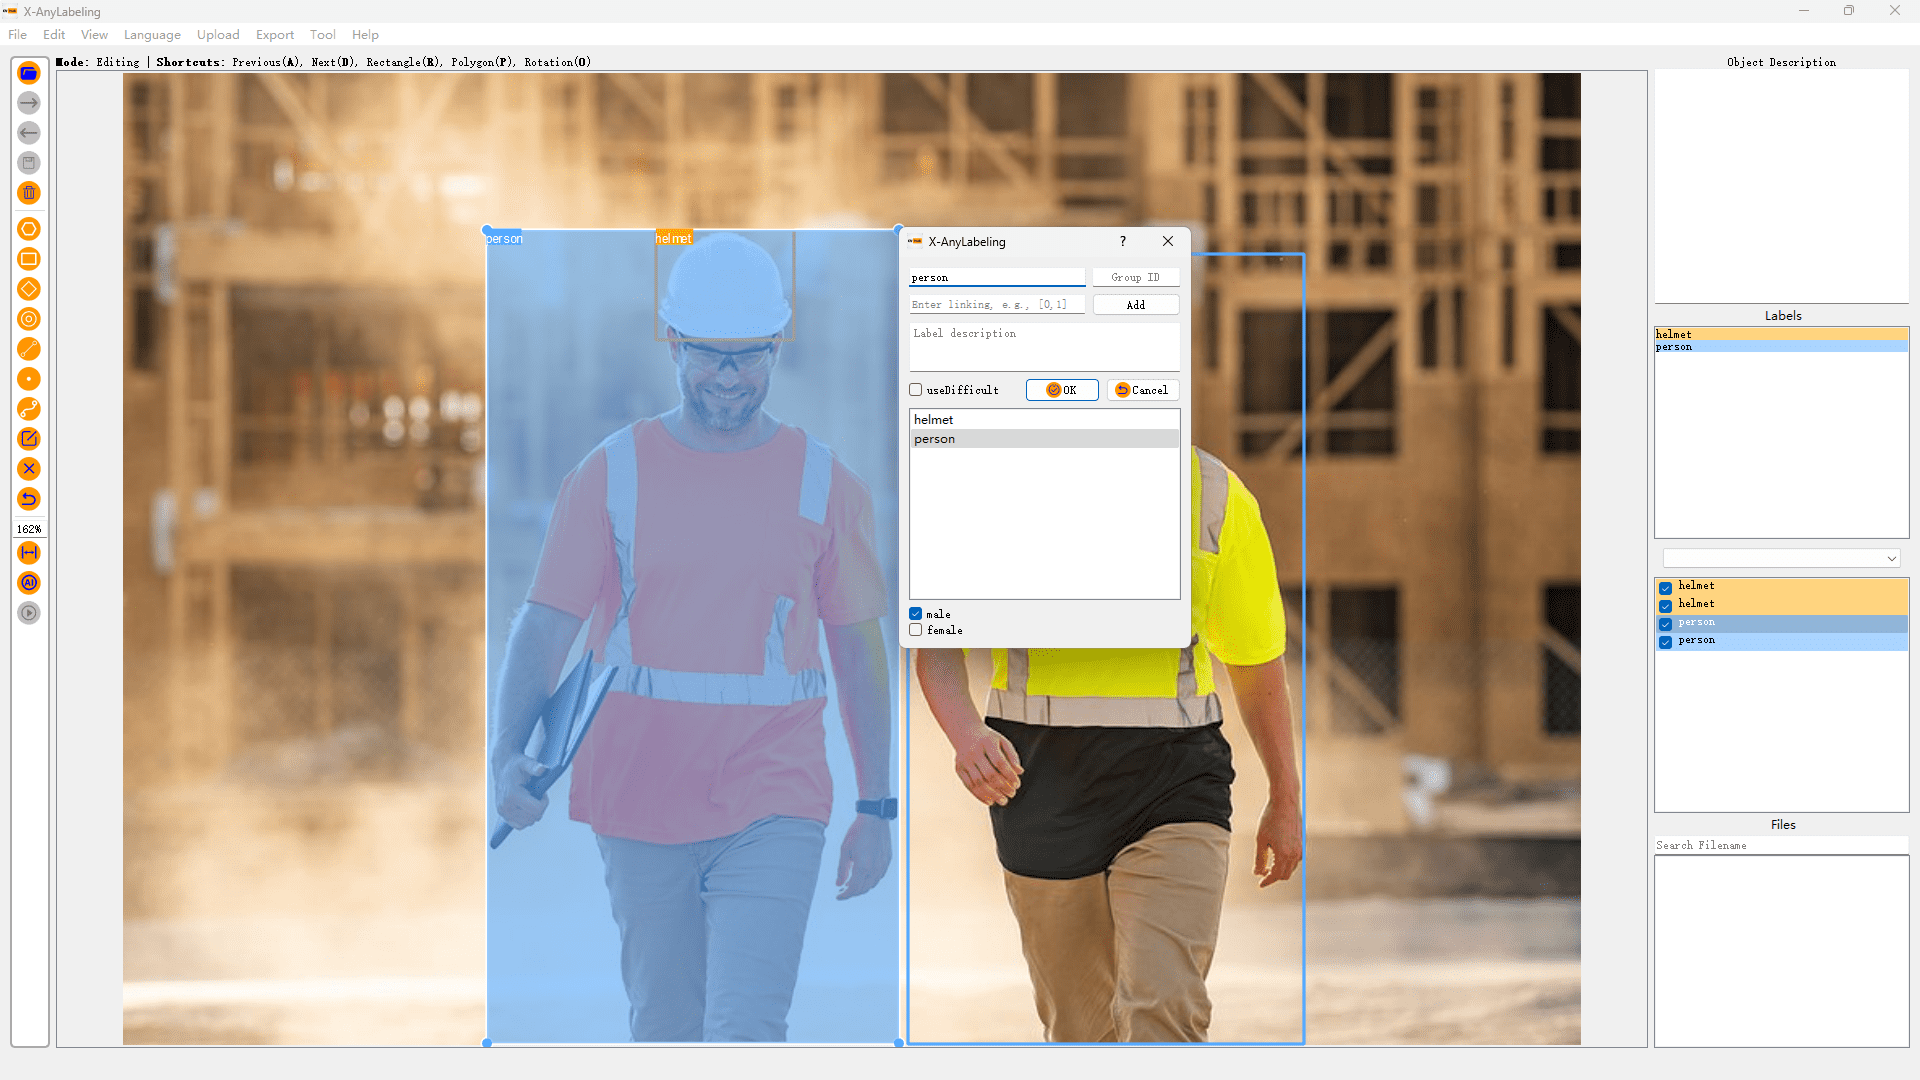 X-AnyLabeling
File Edit View Language Upload Export Tool Help
Mode: Editing | Shortcuts: Previous(A), Next(D), Rectangle(R), Polygon(P), Rotation(O)
AI
162%
person
helmet
X-AnyLabeling
?
person
Group ID
Enter linking, e.g., [0,1]
Add
Label description
useDifficult
OK
Cancel
helmet
person
male
female
Object Description
Labels
helmet
person
helmet
helmet
person
person
Files
Search Filename